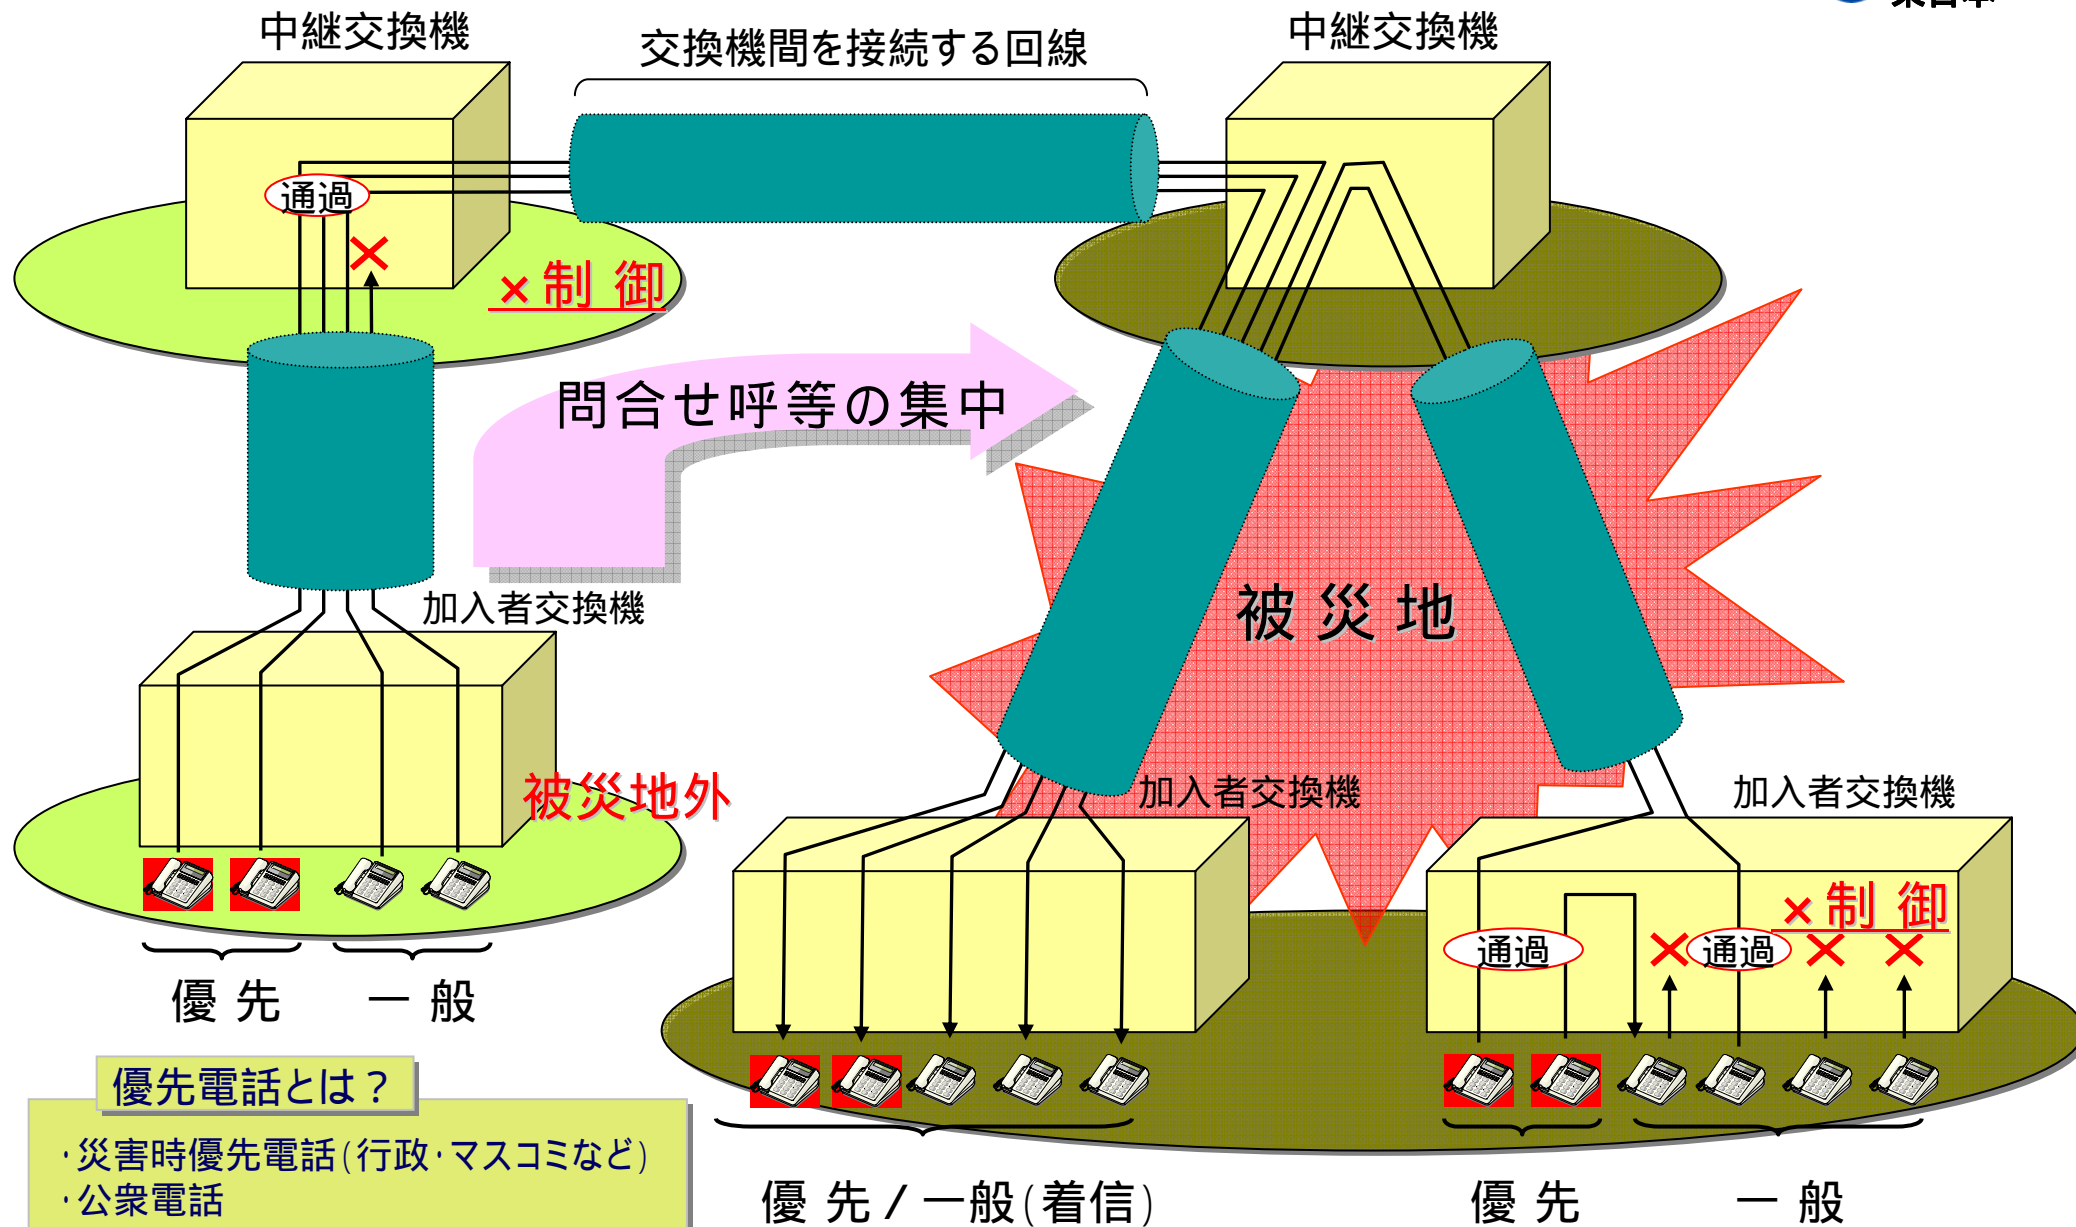 東日本
中継交換機
交換機間を接続する回線
中継交換機
通過
×制 御
問合せ呼等の集中
加入者交換機
被災地
被災地外
加入者交換機
加入者交換機
×制 御
通過
通過
優 先
一 般
優先電話とは？
・災害時優先電話(行政・マスコミなど)
・公衆電話
優 先 / 一般(着信)
優 先
一 般